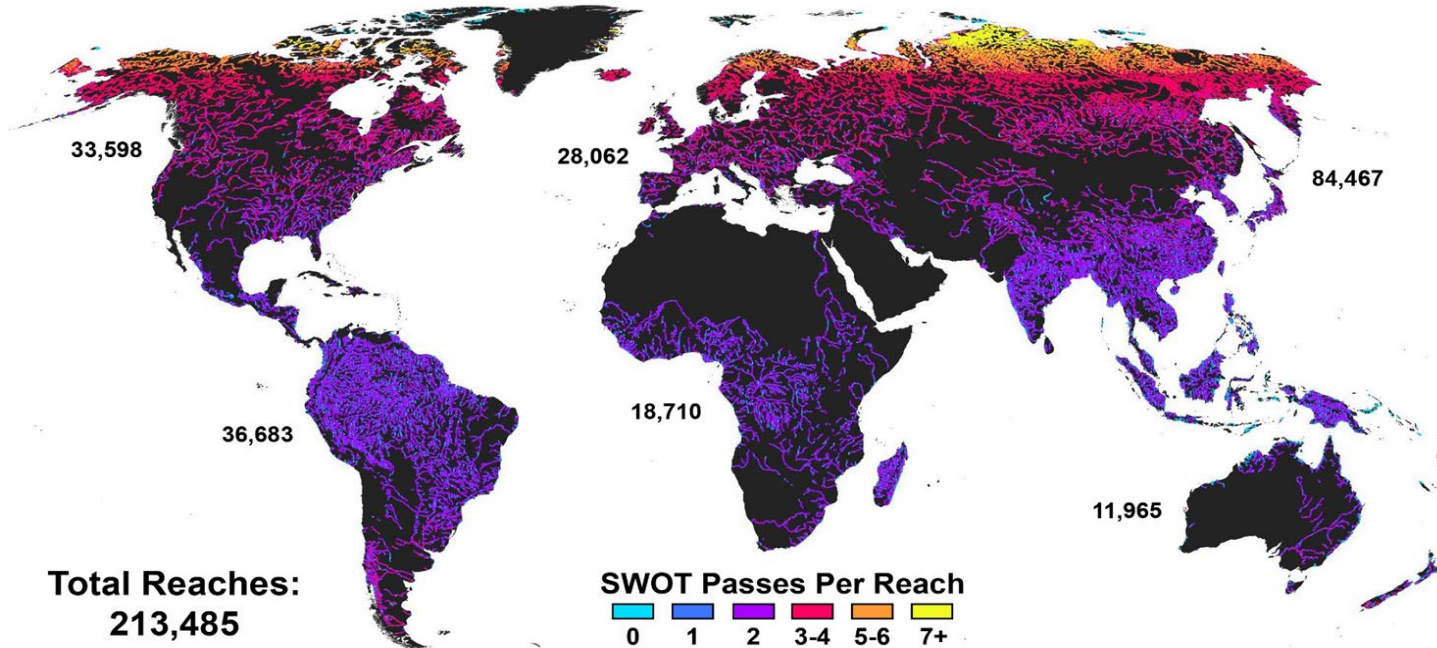 33,598
28,062
84,467
36,683
18,710
11,965
Total Reaches:
213,485
SWOT Passes Per Reach
0 1 2 3-4 5-6 7+